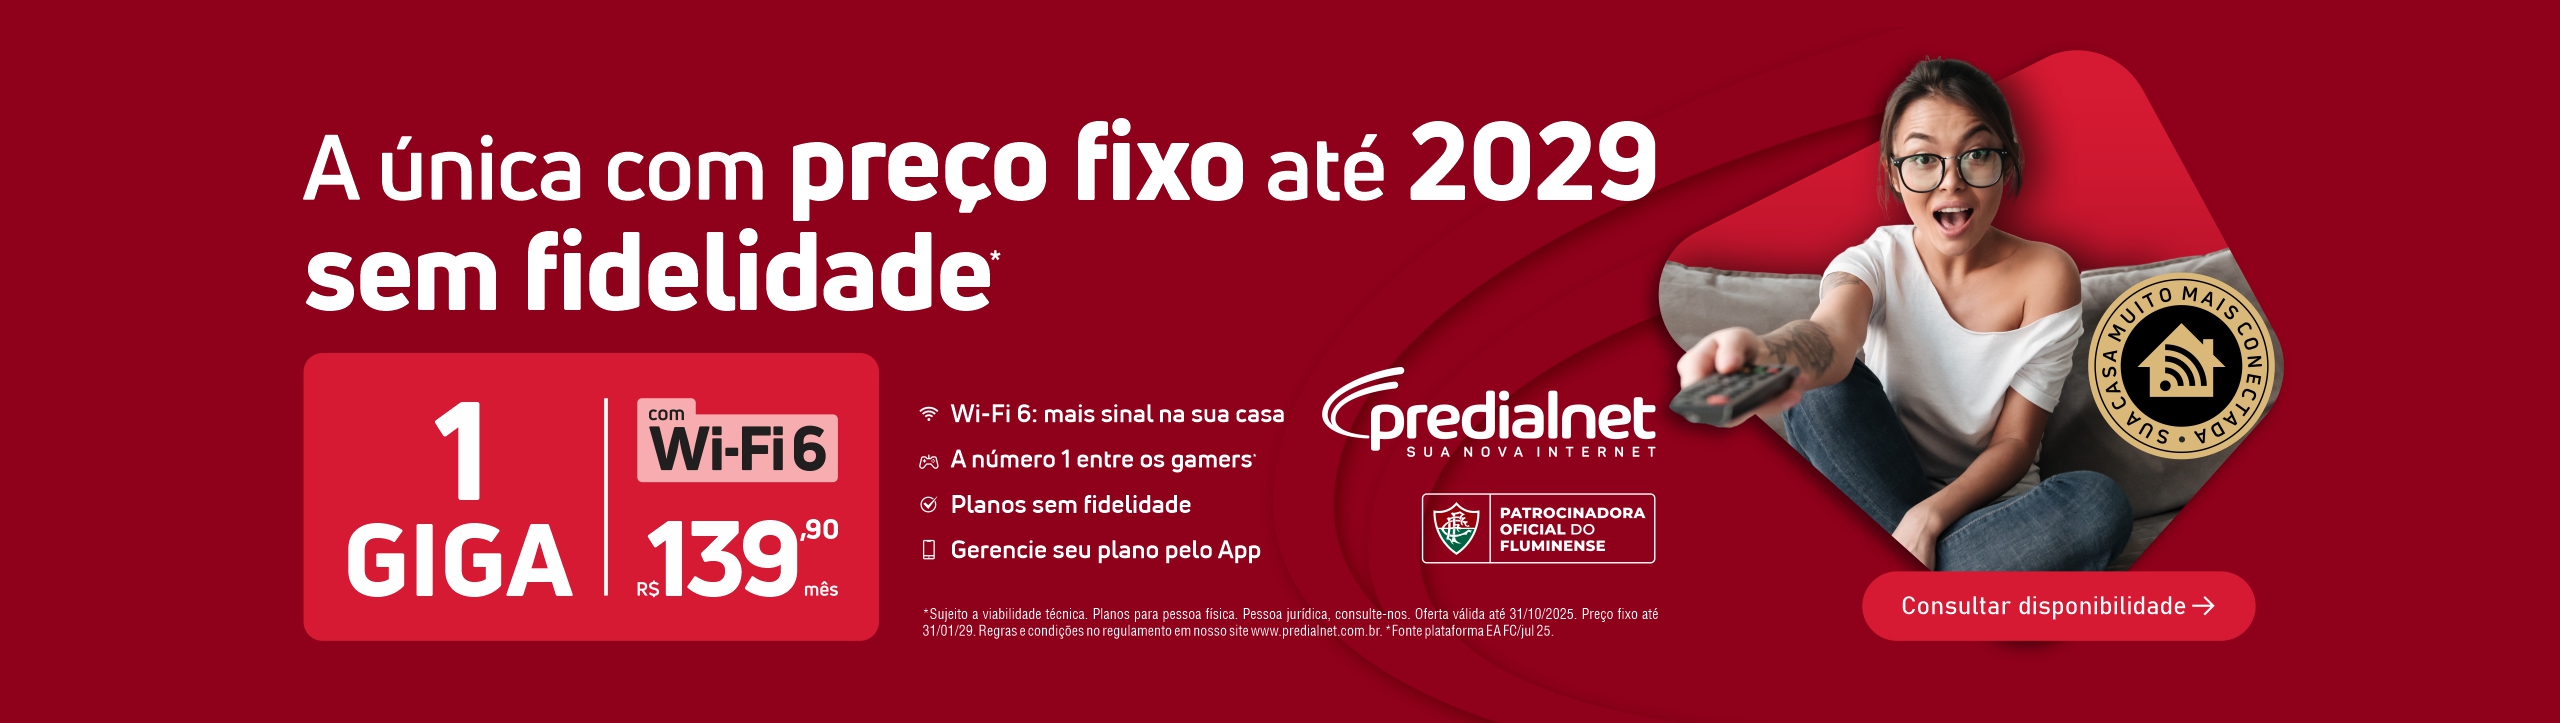 A única com preço fixo até 2029
sem fidelidade*
1
GIGA
com
Wi-Fi 6
R$139,90
mês
Wi-Fi 6: mais sinal na sua casa
A número 1 entre os gamers*
Planos sem fidelidade
Gerencie seu plano pelo App
predialnet
SUA NOVA INTERNET
PATROCINADORA
OFICIAL DO
FLUMINENSE
*Sujeito a viabilidade técnica. Planos para pessoa física. Pessoa jurídica, consulte-nos. Oferta válida até 31/10/2025. Preço fixo até
31/01/29. Regras e condições no regulamento em nosso site www.predialnet.com.br. *Fonte plataforma EA FC/jul 25.
SUA CASA MUITO MAIS CONECTADA •
Consultar disponibilidade →